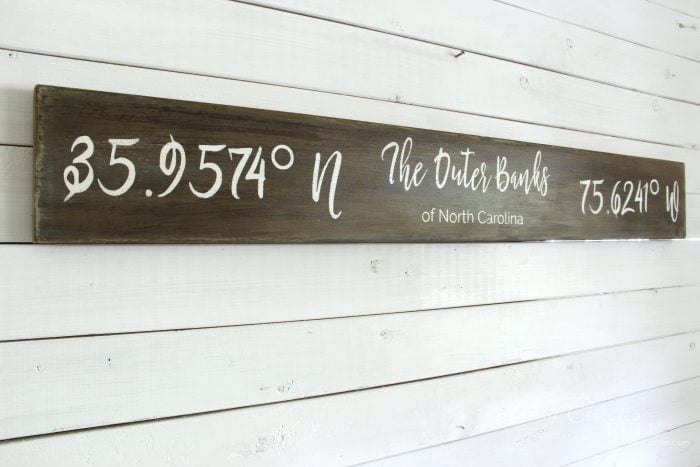 35.9574° N The Outer Banks 75.6241° W
of North Carolina